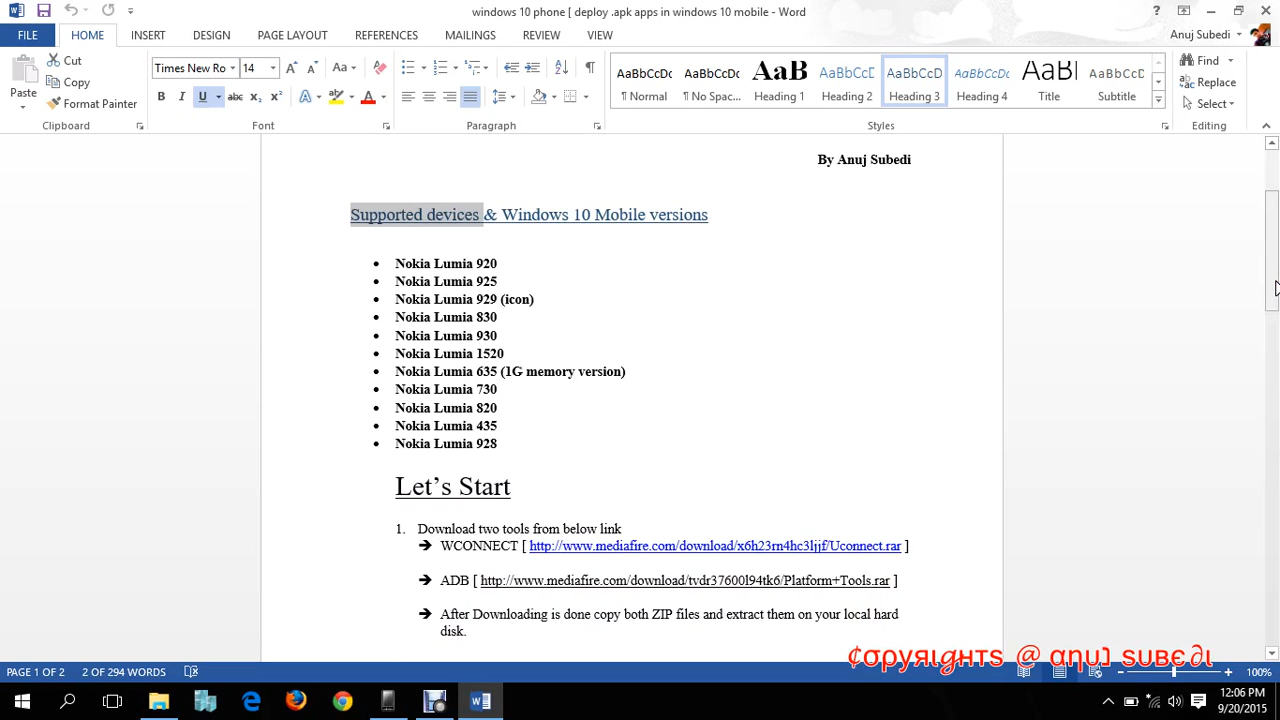 windows 10 phone [ deploy .apk apps in windows 10 mobile - Word
FILE HOME INSERT DESIGN PAGE LAYOUT REFERENCES MAILINGS REVIEW VIEW Anuj Subedi
Paste
Cut
Copy
Format Painter
Clipboard
Times New Ro 14
Font
Paragraph
AaBbCcDc AaBbCcDc AaB AaBbCcD AaBbCcD AaBbCcD AaBl AaBbCcD
¶ Normal ¶ No Spac... Heading 1 Heading 2 Heading 3 Heading 4 Title Subtitle
Styles
Find
Replace
Select
Editing
By Anuj Subedi
Supported devices & Windows 10 Mobile versions
• Nokia Lumia 920
• Nokia Lumia 925
• Nokia Lumia 929 (icon)
• Nokia Lumia 830
• Nokia Lumia 930
• Nokia Lumia 1520
• Nokia Lumia 635 (1G memory version)
• Nokia Lumia 730
• Nokia Lumia 820
• Nokia Lumia 435
• Nokia Lumia 928
Let’s Start
1. Download two tools from below link
➔ WCONNECT [ http://www.mediafire.com/download/x6h23rn4hc3ljjf/Uconnect.rar ]
➔ ADB [ http://www.mediafire.com/download/tvdr37600l94tk6/Platform+Tools.rar ]
➔ After Downloading is done copy both ZIP files and extract them on your local hard
disk.
¢σρуяιgнтѕ @ αηuנ ѕυвє∂ι
PAGE 1 OF 2 2 OF 294 WORDS 100%
12:06 PM
9/20/2015